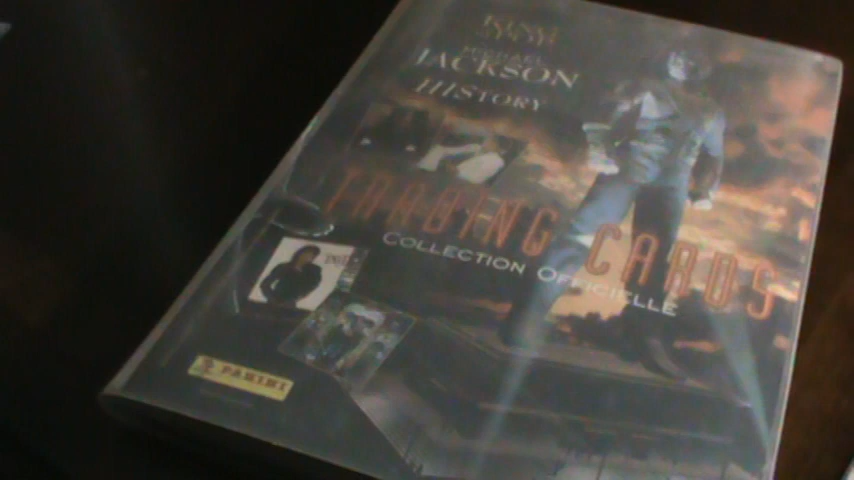 MICHAEL
JACKSON
HISTORY
TRADING CARDS
COLLECTION OFFICIELLE
PANINI